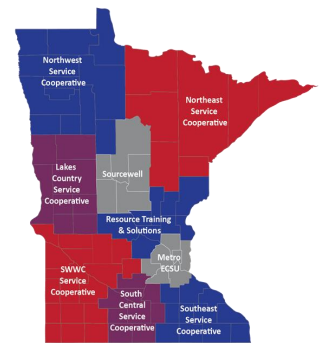 Northwest
Service
Cooperative
Northeast
Service
Cooperative
Lakes
Country
Service
Cooperative
Sourcewell
Resource Training
& Solutions
Metro
ECSU
SWWC
Service
Cooperative
South
Central
Service
Cooperative
Southeast
Service
Cooperative